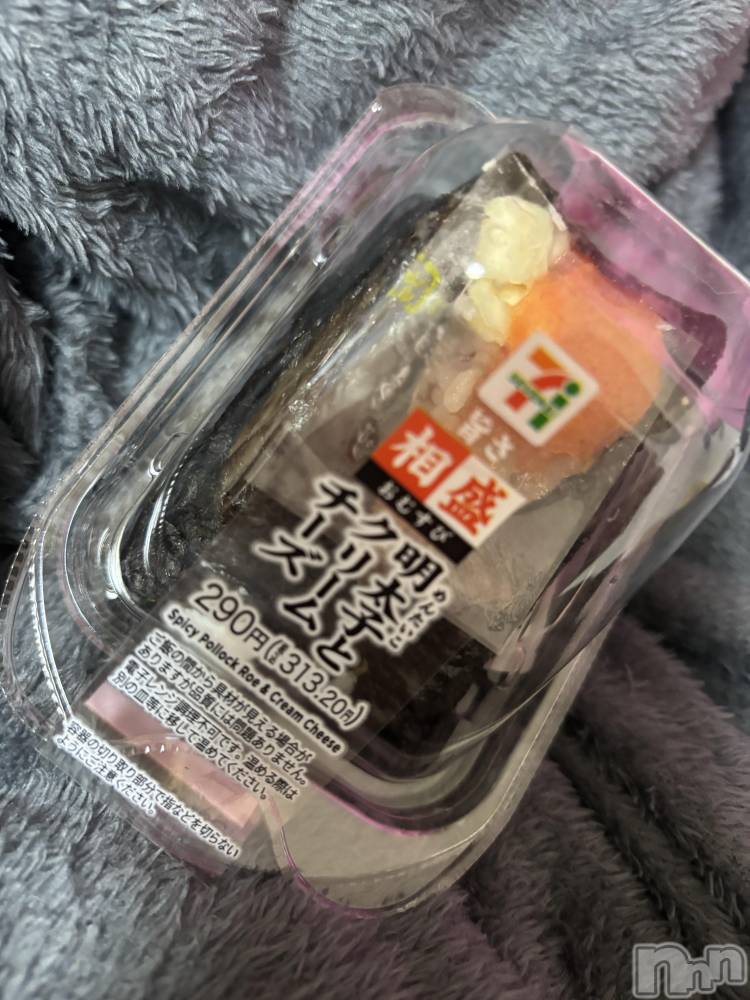 旨さ
相盛
おむすび
めんたいこ
明太子と
クリーム
チーズ
290円(税込313.20円)
Spicy Pollock Roe & Cream Cheese
ご飯の間から具材が見える場合が
ありますが品質には問題ありません。
電子レンジ調理不可です。温める際は
別の皿等に移して温めてください。
容器の切り取り部分で指などを切らない
ようにご注意ください。
nnn